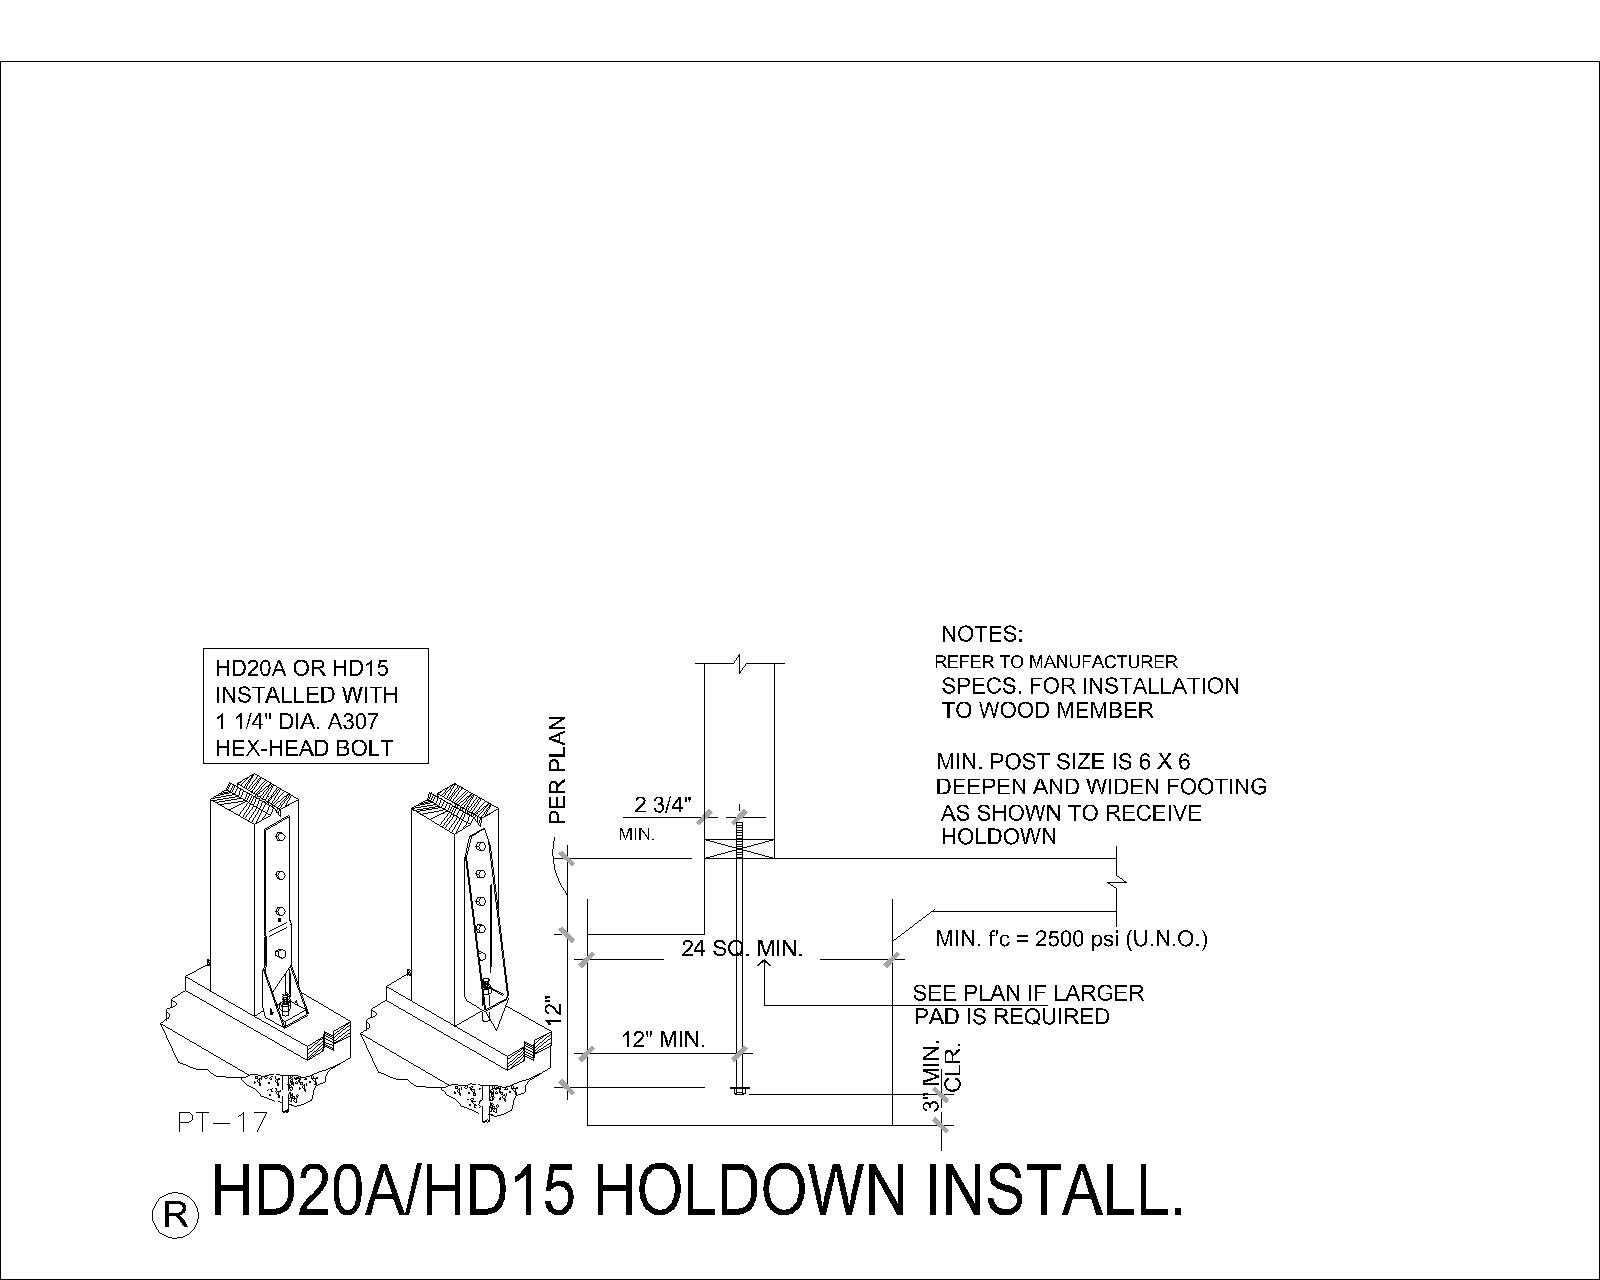 NOTES:
REFER TO MANUFACTURER
SPECS. FOR INSTALLATION
TO WOOD MEMBER
MIN. POST SIZE IS 6 X 6
DEEPEN AND WIDEN FOOTING
AS SHOWN TO RECEIVE
HOLDOWN
HD20A OR HD15
INSTALLED WITH
1 1/4" DIA. A307
HEX-HEAD BOLT
PER PLAN
2 3/4"
MIN.
MIN. f'c = 2500 psi (U.N.O.)
24 SQ. MIN.
SEE PLAN IF LARGER
PAD IS REQUIRED
12"
12" MIN.
3" MIN.
CLR.
PT-17
R HD20A/HD15 HOLDOWN INSTALL.